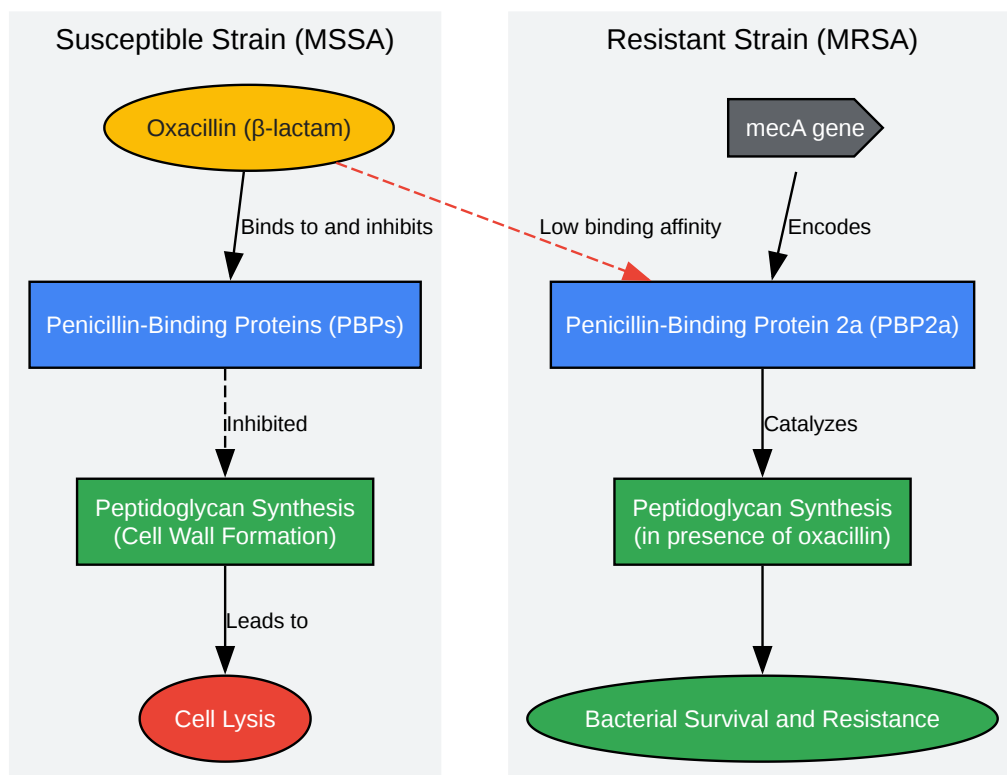 Susceptible Strain (MSSA)
Oxacillin (β-lactam)
Binds to and inhibits
Penicillin-Binding Proteins (PBPs)
Inhibited
Peptidoglycan Synthesis
(Cell Wall Formation)
Leads to
Cell Lysis
Low binding affinity
Resistant Strain (MRSA)
mecA gene
Encodes
Penicillin-Binding Protein 2a (PBP2a)
Catalyzes
Peptidoglycan Synthesis
(in presence of oxacillin)
Bacterial Survival and Resistance